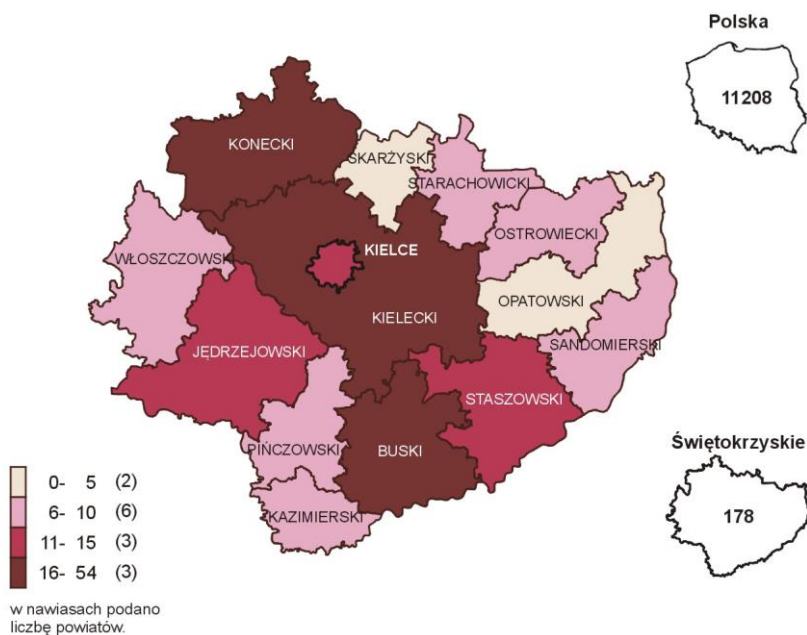 Polska
11208
KONECKI
SKARŻYSKI
STARACHOWICKI
OSTROWIECKI
WŁOSZCZOWSKI
KIELCE
OPATOWSKI
KIELECKI
SANDOMIERSKI
JĘDRZEJOWSKI
STASZOWSKI
PIŃCZOWSKI
BUSKI
KAZIMIERSKI
Świętokrzyskie
178
0- 5 (2)
6- 10 (6)
11- 15 (3)
16- 54 (3)
w nawiasach podano
liczbę powiatów.